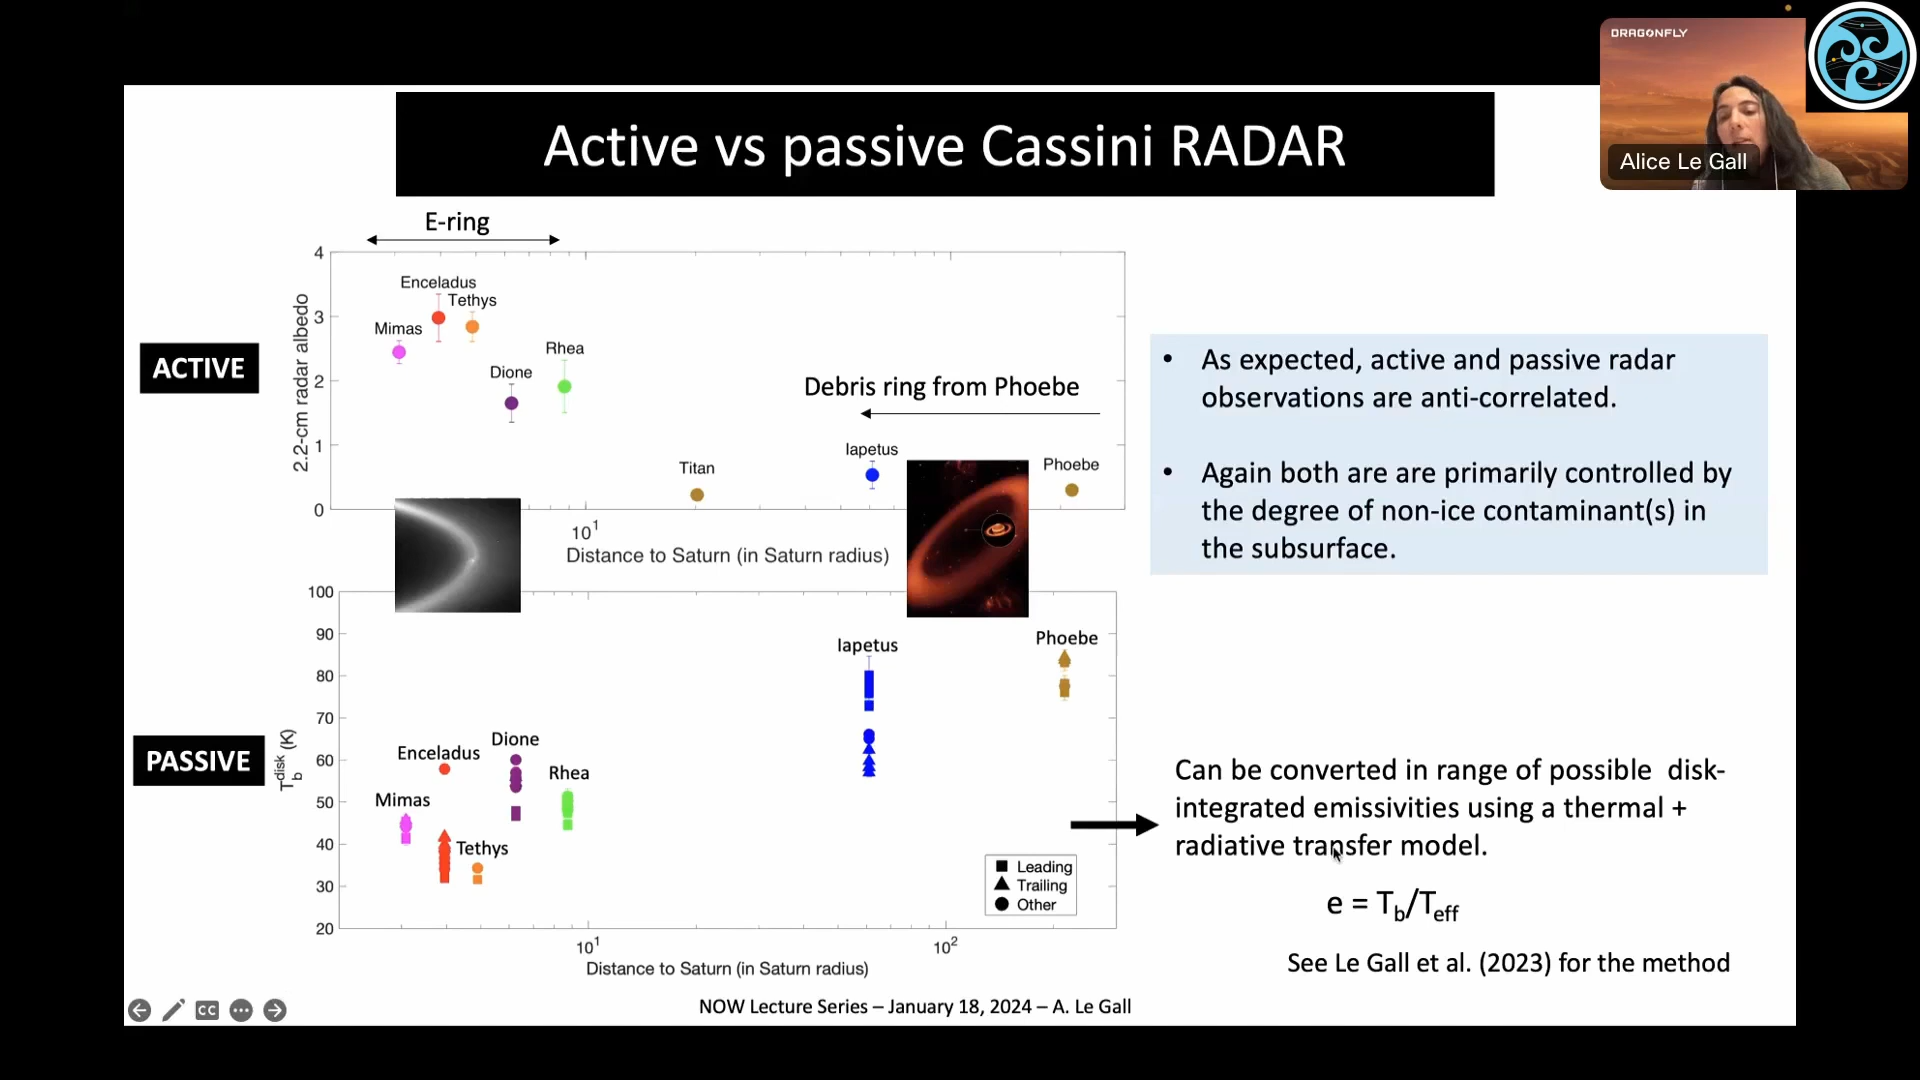 DRAGONFLY
Alice Le Gall
Active vs passive Cassini RADAR
E-ring
ACTIVE
2.2-cm radar albedo
4
3
2
1
0
Enceladus
Tethys
Mimas
Rhea
Dione
Debris ring from Phoebe
Iapetus
Titan
Phoebe
10¹
Distance to Saturn (in Saturn radius)
• As expected, active and passive radar
observations are anti-correlated.
• Again both are are primarily controlled by
the degree of non-ice contaminant(s) in
the subsurface.
PASSIVE
T_b^disk (K)
100
90
80
70
60
50
40
30
20
Iapetus
Phoebe
Dione
Enceladus
Rhea
Mimas
Tethys
Leading
Trailing
Other
10¹
10²
Distance to Saturn (in Saturn radius)
Can be converted in range of possible disk-
integrated emissivities using a thermal +
radiative transfer model.
e = T_b/T_eff
See Le Gall et al. (2023) for the method
CC
NOW Lecture Series – January 18, 2024 – A. Le Gall